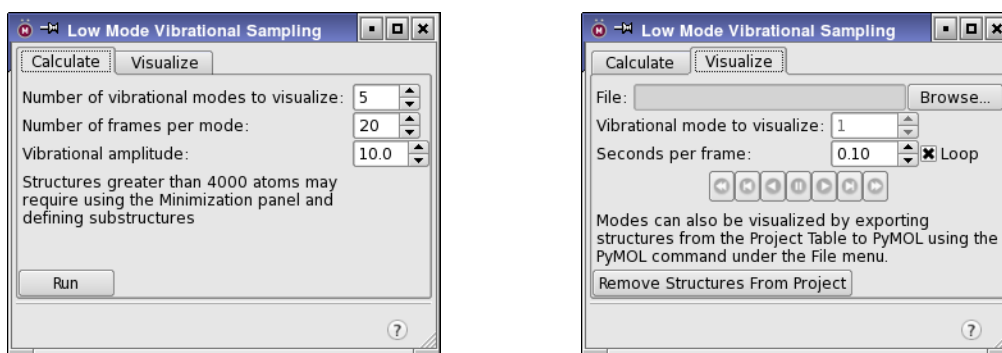 Low Mode Vibrational Sampling
Calculate
Visualize
Number of vibrational modes to visualize:
5
Number of frames per mode:
20
Vibrational amplitude:
10.0
Structures greater than 4000 atoms may
require using the Minimization panel and
defining substructures
Run
?
Low Mode Vibrational Sampling
Calculate
Visualize
File:
Browse...
Vibrational mode to visualize:
1
Seconds per frame:
0.10
Loop
Modes can also be visualized by exporting
structures from the Project Table to PyMOL using the
PyMOL command under the File menu.
Remove Structures From Project
?